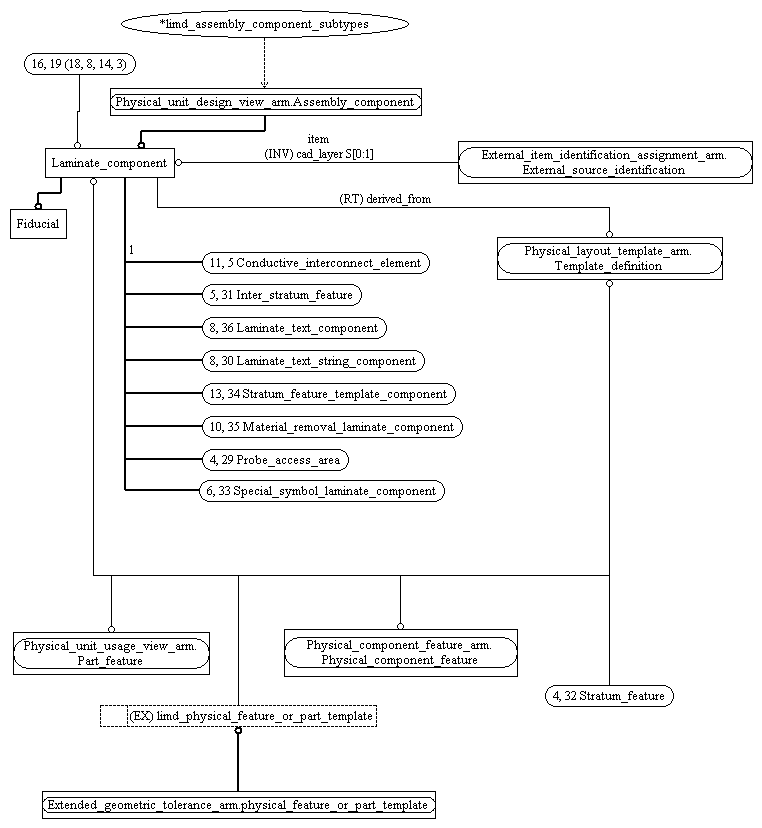 *limd_assembly_component_subtypes
16, 19 (18, 8, 14, 3)
Physical_unit_design_view_arm.Assembly_component
item
(INV) cad_layer S[0:1]
Laminate_component
External_item_identification_assignment_arm.
External_source_identification
(RT) derived_from
Fiducial
1
Physical_layout_template_arm.
Template_definition
11, 5 Conductive_interconnect_element
5, 31 Inter_stratum_feature
8, 36 Laminate_text_component
8, 30 Laminate_text_string_component
13, 34 Stratum_feature_template_component
10, 35 Material_removal_laminate_component
4, 29 Probe_access_area
6, 33 Special_symbol_laminate_component
Physical_unit_usage_view_arm.
Part_feature
Physical_component_feature_arm.
Physical_component_feature
4, 32 Stratum_feature
(EX) limd_physical_feature_or_part_template
Extended_geometric_tolerance_arm.physical_feature_or_part_template